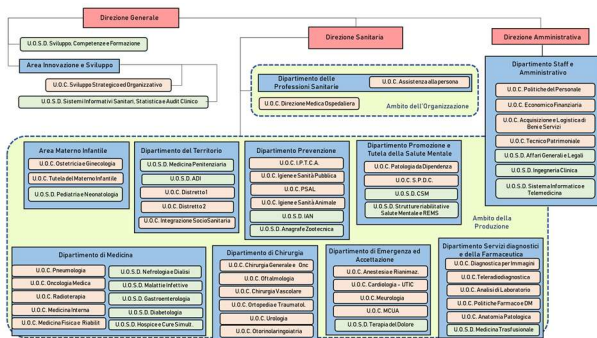 Direzione Generale
Direzione Sanitaria
Direzione Amministrativa
U.O.S.D. Sviluppo, Competenze e Formazione
Area Innovazione e Sviluppo
U.O.C. Sviluppo Strategico ed Organizzativo
U.O.S.D. Sistemi Informativi Sanitari, Statistica e Audit Clinico
Dipartimento delle
Professioni Sanitarie
U.O.C. Assistenza alla persona
U.O.C. Direzione Medica Ospedaliera
Ambito dell'Organizzazione
Dipartimento Staff e
Amministrativo
U.O.C. Politiche del Personale
U.O.C. Economico Finanziaria
U.O.C. Acquisizione e Logistica di
Beni e Servizi
U.O.C. Tecnico Patrimoniale
U.O.S.D. Affari Generali e Legali
U.O.S.D. Ingegneria Clinica
U.O.S.D. Sistema Informatico e
Telemedicina
Area Materno Infantile
U.O.C. Ostetricia e Ginecologia
U.O.C. Tutela del Materno Infantile
U.O.S.D. Pediatria e Neonatologia
Dipartimento del Territorio
U.O.S.D. Medicina Penitenziaria
U.O.S.D. ADI
U.O.C. Distretto 1
U.O.C. Distretto 2
U.O.C. Integrazione SocioSanitaria
Dipartimento Prevenzione
U.O.C. I.P.T.C.A.
U.O.C. Igiene e Sanità Pubblica
U.O.C. PSAL
U.O.C. Igiene e Sanità Animale
U.O.S.D. IAN
U.O.S.D. Anagrafe Zootecnica
Dipartimento Promozione e
Tutela della Salute Mentale
U.O.C. Patologia da Dipendenza
U.O.C. S.P.D.C.
U.O.S.D. CSM
U.O.S.D. Strutture riabilitative
Salute Mentale e REMS
Ambito della
Produzione
Dipartimento di Medicina
U.O.C. Pneumologia
U.O.C. Oncologia Medica
U.O.C. Radioterapia
U.O.C. Medicina Interna
U.O.C. Medicina Fisica e Riabilit
U.O.S.D. Nefrologia e Dialisi
U.O.S.D. Malattie Infettive
U.O.S.D. Gastroenterologia
U.O.S.D. Diabetologia
U.O.S.D. Hospice e Cure Simult.
Dipartimento di Chirurgia
U.O.C. Chirurgia Generale e Onc
U.O.C. Oftalmologia
U.O.C. Chirurgia Vascolare
U.O.C. Ortopedia e Traumatol.
U.O.C. Urologia
U.O.C. Otorinolaringoiatria
Dipartimento di Emergenza ed
Accettazione
U.O.C. Anestesia e Rianimaz.
U.O.C. Cardiologia - UTIC
U.O.C. Neurologia
U.O.C. MCUA
U.O.S.D. Terapia del Dolore
Dipartimento Servizi diagnostici
e della Farmaceutica
U.O.C. Diagnostica per Immagini
U.O.C. Teleradiodiagnostica
U.O.C. Analisi di Laboratorio
U.O.C. Politiche Farmac e DM
U.O.C. Anatomia Patologica
U.O.S.D. Medicina Trasfusionale